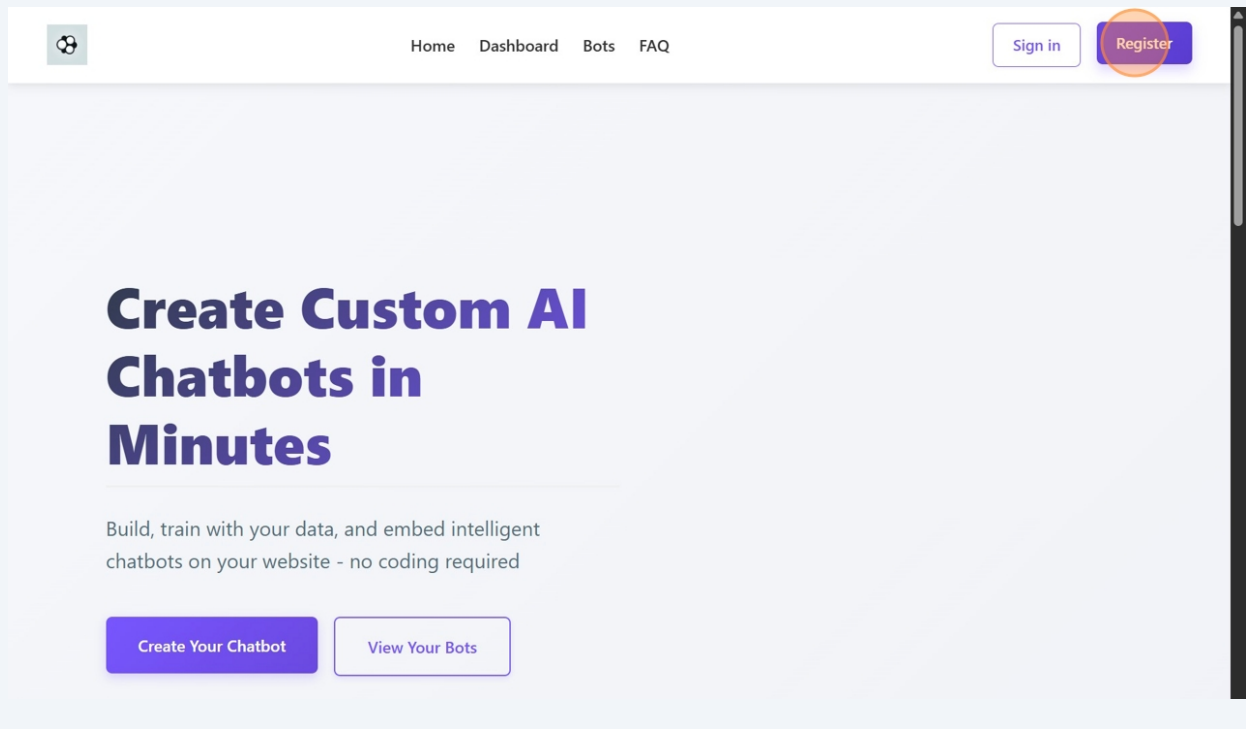 Home Dashboard Bots FAQ Sign in Register
Create Custom AI
Chatbots in
Minutes
Build, train with your data, and embed intelligent
chatbots on your website - no coding required
Create Your Chatbot View Your Bots